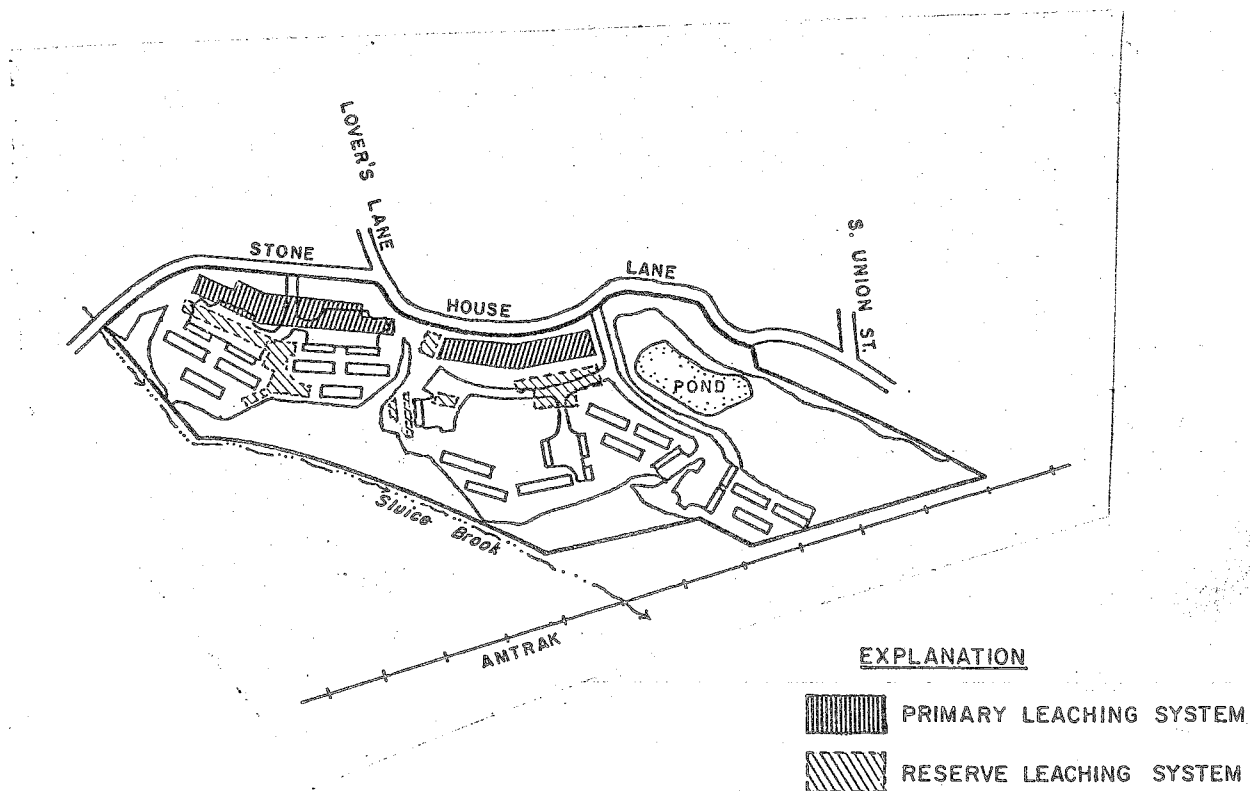 LOVER'S LANE
STONE
HOUSE
LANE
S. UNION ST.
POND
Sluice Brook
AMTRAK
EXPLANATION
PRIMARY LEACHING SYSTEM
RESERVE LEACHING SYSTEM